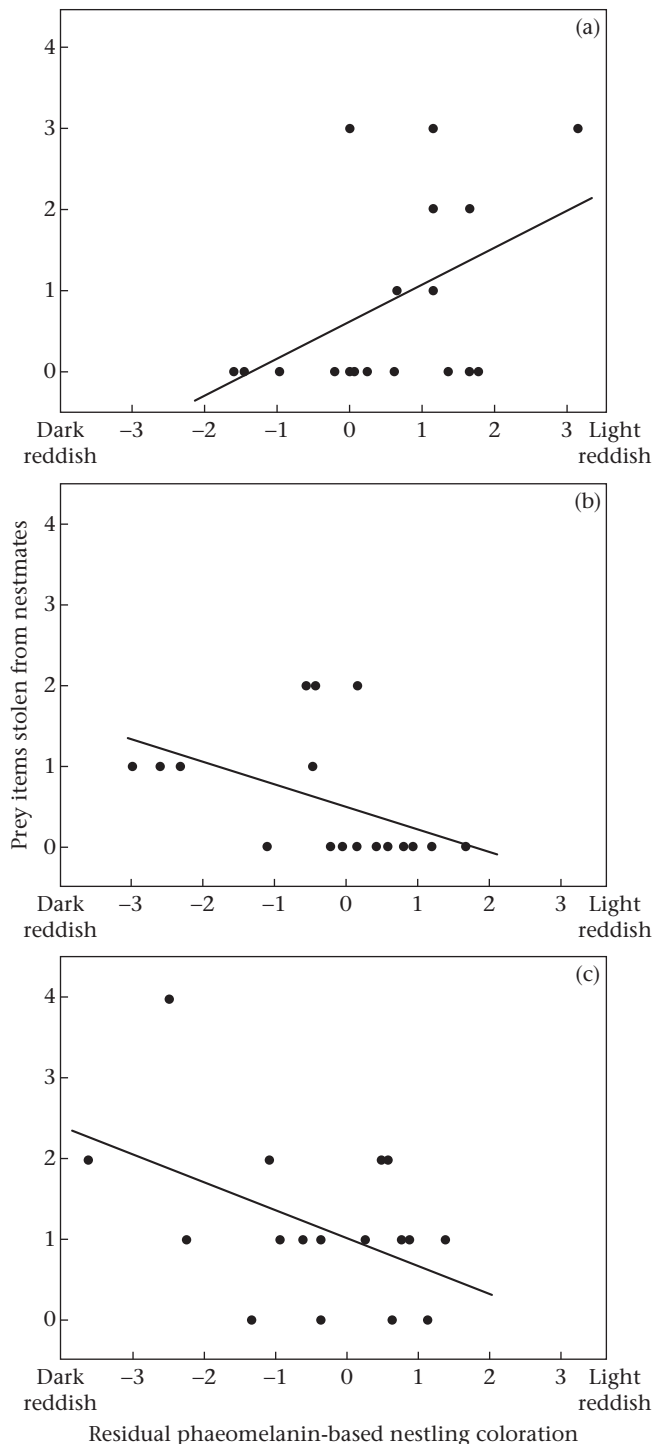 (a)
4
3
2
1
0
Dark reddish −3 −2 −1 0 1 2 3 Light reddish
Prey items stolen from nestmates
(b)
4
3
2
1
0
Dark reddish −3 −2 −1 0 1 2 3 Light reddish
(c)
4
3
2
1
0
Dark reddish −3 −2 −1 0 1 2 3 Light reddish
Residual phaeomelanin-based nestling coloration